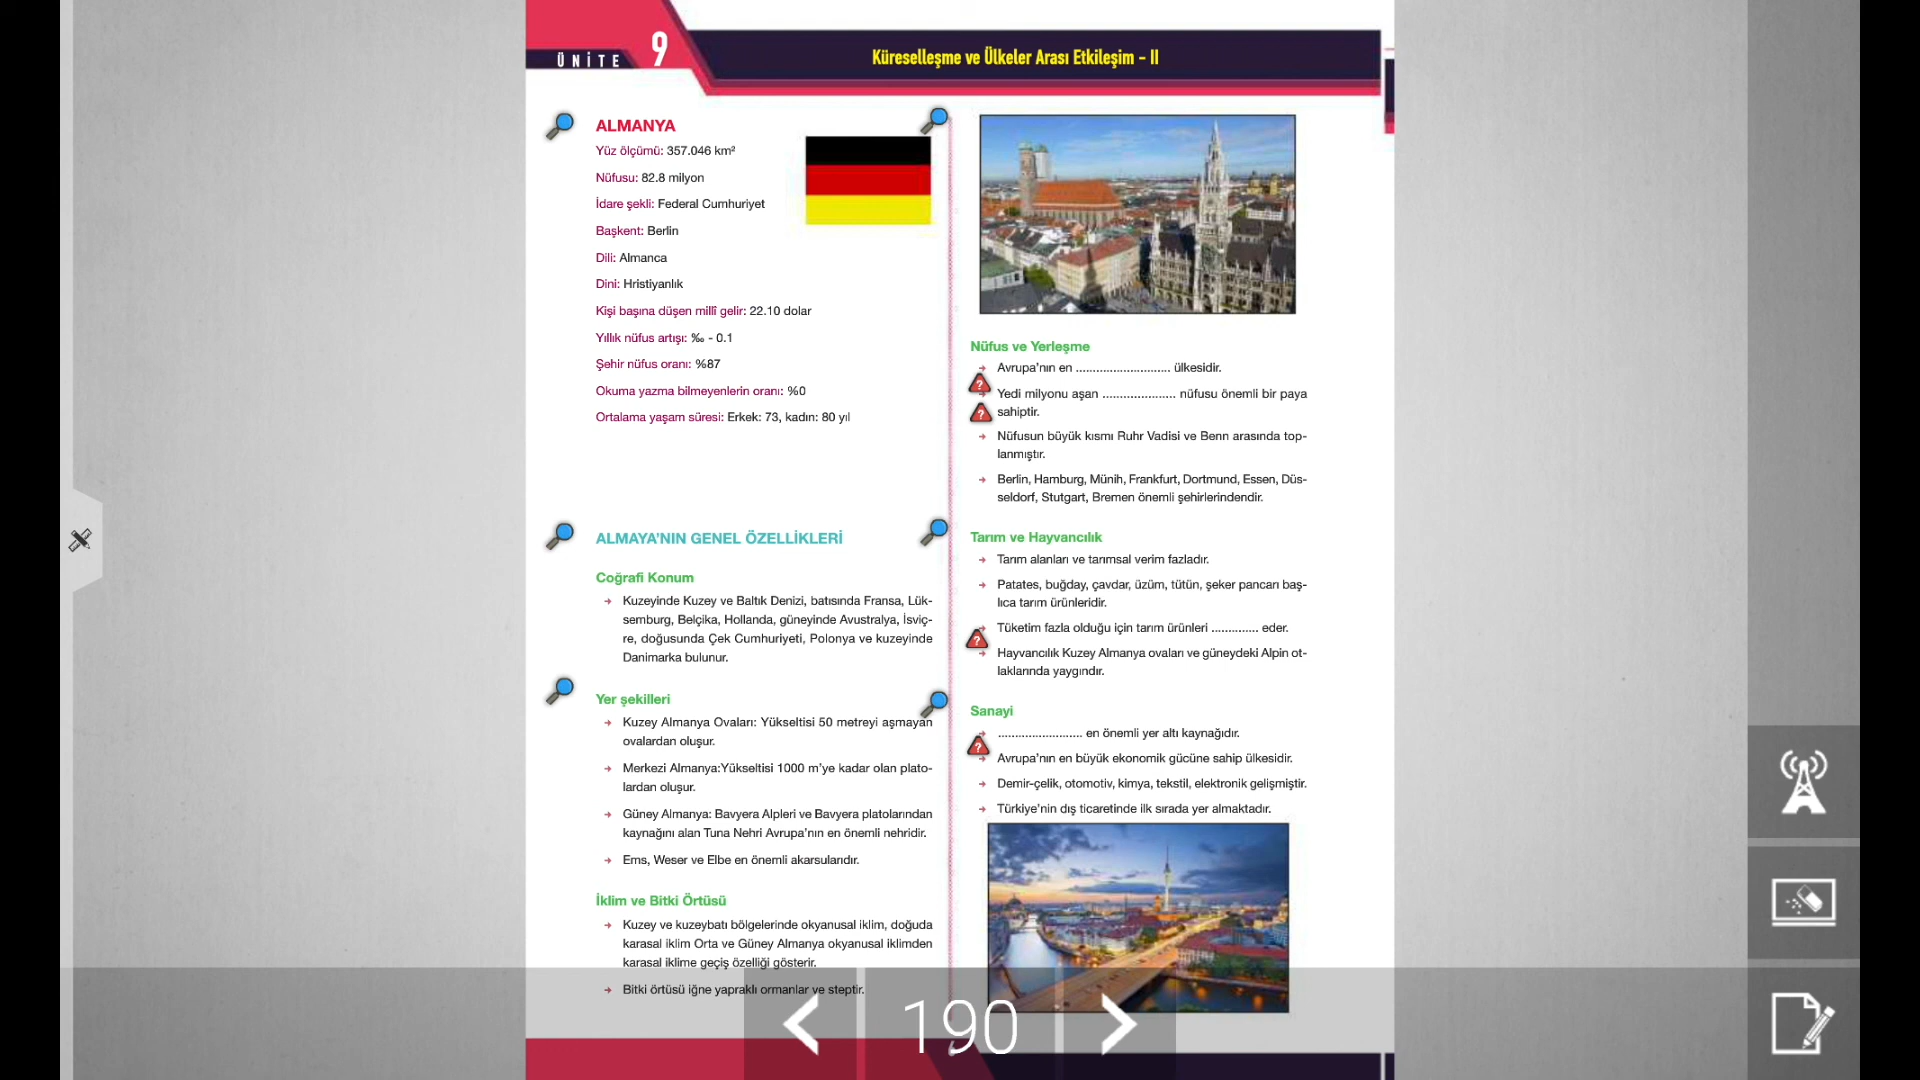 ÜNİTE 9
Küreselleşme ve Ülkeler Arası Etkileşim - II
ALMANYA
Yüz ölçümü: 357.046 km²
Nüfusu: 82.8 milyon
İdare şekli: Federal Cumhuriyet
Başkent: Berlin
Dili: Almanca
Dini: Hristiyanlık
Kişi başına düşen millî gelir: 22.10 dolar
Yıllık nüfus artışı: ‰ - 0.1
Şehir nüfus oranı: %87
Okuma yazma bilmeyenlerin oranı: %0
Ortalama yaşam süresi: Erkek: 73, kadın: 80 yıl
ALMAYA'NIN GENEL ÖZELLİKLERİ
Coğrafi Konum
Kuzeyinde Kuzey ve Baltık Denizi, batısında Fransa, Lük-
semburg, Belçika, Hollanda, güneyinde Avustralya, İsviç-
re, doğusunda Çek Cumhuriyeti, Polonya ve kuzeyinde
Danimarka bulunur.
Yer şekilleri
Kuzey Almanya Ovaları: Yükseltisi 50 metreyi aşmayan
ovalardan oluşur.
Merkezi Almanya:Yükseltisi 1000 m'ye kadar olan plato-
lardan oluşur.
Güney Almanya: Bavyera Alpleri ve Bavyera platolarından
kaynağını alan Tuna Nehri Avrupa'nın en önemli nehridir.
Ems, Weser ve Elbe en önemli akarsularıdır.
İklim ve Bitki Örtüsü
Kuzey ve kuzeybatı bölgelerinde okyanusal iklim, doğuda
karasal iklim Orta ve Güney Almanya okyanusal iklimden
karasal iklime geçiş özelliği gösterir.
Bitki örtüsü iğne yapraklı ormanlar ve steptir.
Nüfus ve Yerleşme
Avrupa'nın en ............................ ülkesidir.
Yedi milyonu aşan ...................... nüfusu önemli bir paya
sahiptir.
Nüfusun büyük kısmı Ruhr Vadisi ve Benn arasında top-
lanmıştır.
Berlin, Hamburg, Münih, Frankfurt, Dortmund, Essen, Düs-
seldorf, Stutgart, Bremen önemli şehirlerindendir.
Tarım ve Hayvancılık
Tarım alanları ve tarımsal verim fazladır.
Patates, buğday, çavdar, üzüm, tütün, şeker pancarı baş-
lıca tarım ürünleridir.
Tüketim fazla olduğu için tarım ürünleri .............. eder.
Hayvancılık Kuzey Almanya ovaları ve güneydeki Alpin ot-
laklarında yaygındır.
Sanayi
......................... en önemli yer altı kaynağıdır.
Avrupa'nın en büyük ekonomik gücüne sahip ülkesidir.
Demir-çelik, otomotiv, kimya, tekstil, elektronik gelişmiştir.
Türkiye'nin dış ticaretinde ilk sırada yer almaktadır.
190